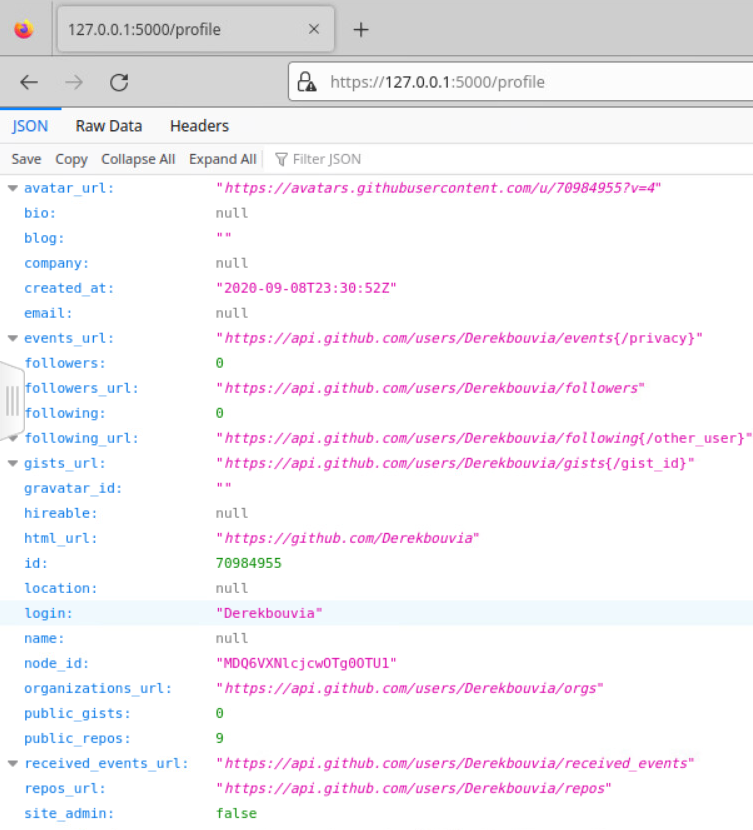 127.0.0.1:5000/profile
https://127.0.0.1:5000/profile
JSON Raw Data Headers
Save Copy Collapse All Expand All Filter JSON
avatar_url: "https://avatars.githubusercontent.com/u/70984955?v=4"
bio: null
blog: ""
company: null
created_at: "2020-09-08T23:30:52Z"
email: null
events_url: "https://api.github.com/users/Derekbouvia/events{/privacy}"
followers: 0
followers_url: "https://api.github.com/users/Derekbouvia/followers"
following: 0
following_url: "https://api.github.com/users/Derekbouvia/following{/other_user}"
gists_url: "https://api.github.com/users/Derekbouvia/gists{/gist_id}"
gravatar_id: ""
hireable: null
html_url: "https://github.com/Derekbouvia"
id: 70984955
location: null
login: "Derekbouvia"
name: null
node_id: "MDQ6VXNlcjcwOTg0OTU1"
organizations_url: "https://api.github.com/users/Derekbouvia/orgs"
public_gists: 0
public_repos: 9
received_events_url: "https://api.github.com/users/Derekbouvia/received_events"
repos_url: "https://api.github.com/users/Derekbouvia/repos"
site_admin: false